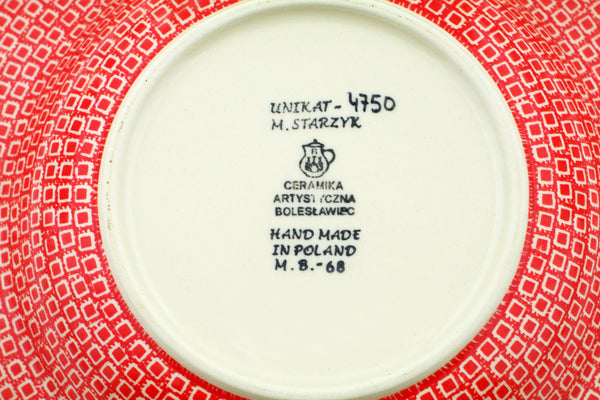 UNIKAT - 4750
M. STARZYK
CERAMIKA
ARTYSTYCZNA
BOLESŁAWIEC
HAND MADE
IN POLAND
M. B. - 68